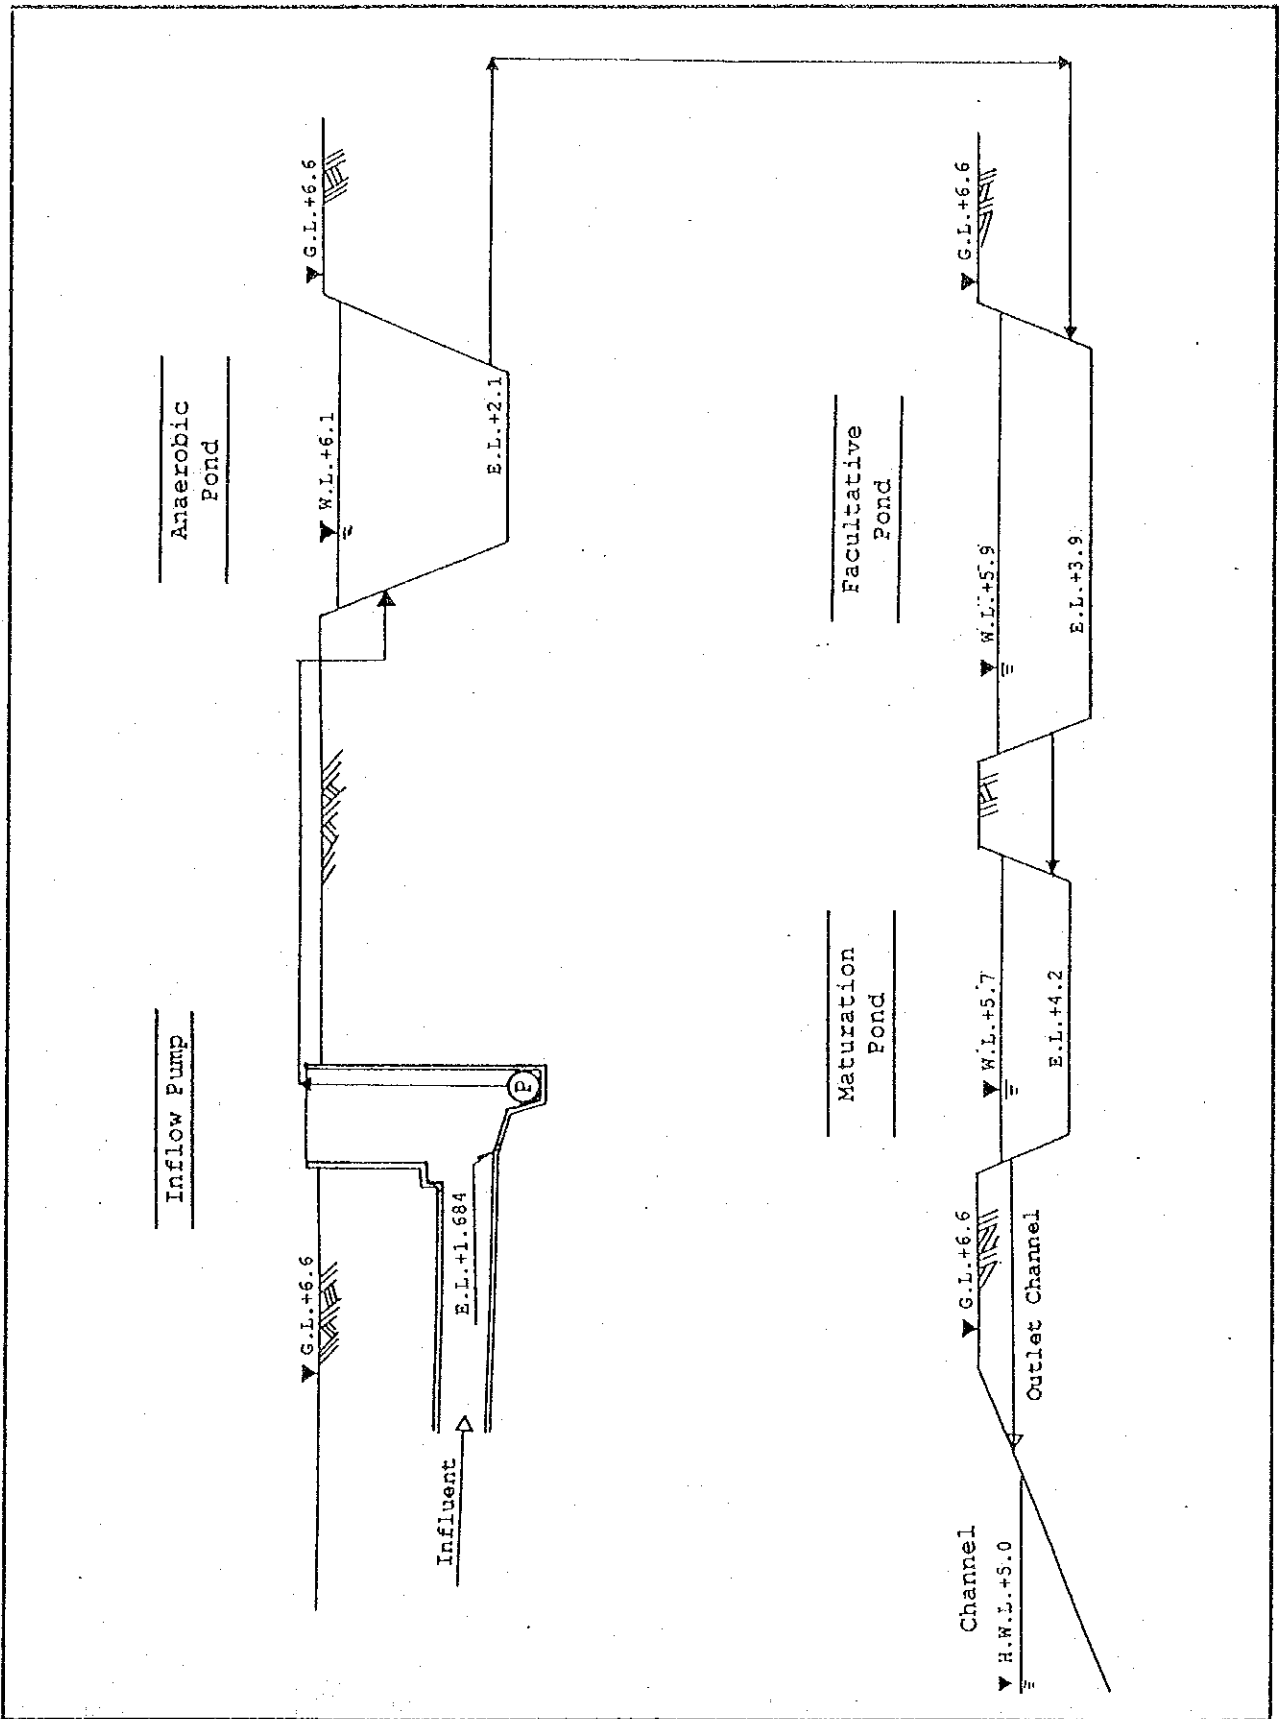 Inflow Pump
Anaerobic
Pond
G.L.+6.6
Influent
E.L.+1.684
P
W.L.+6.1
E.L.+2.1
G.L.+6.6
Maturation
Pond
Facultative
Pond
Channel
H.W.L.+5.0
G.L.+6.6
Outlet Channel
W.L.+5.7
E.L.+4.2
W.L.+5.9
E.L.+3.9
G.L.+6.6